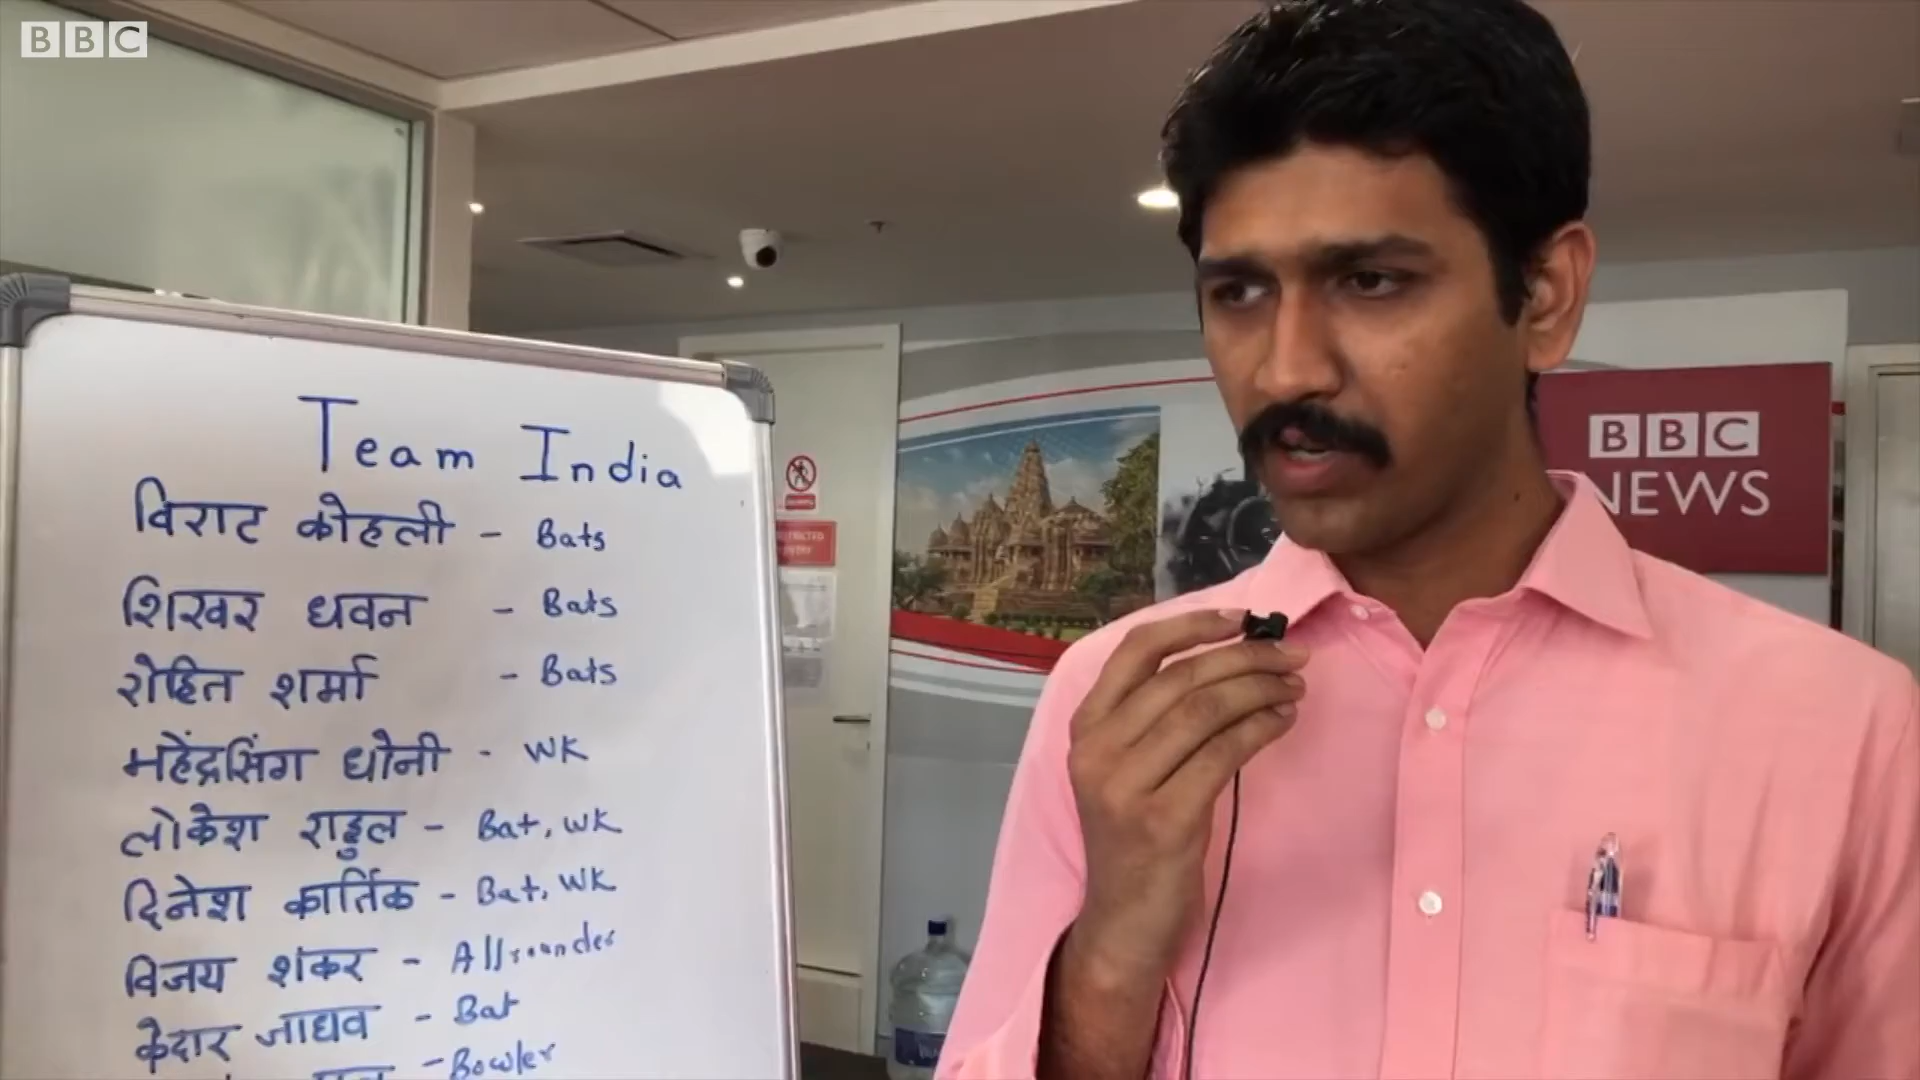 BBC
Team India
विराट कोहली - Bats
शिखर धवन - Bats
रोहित शर्मा - Bats
महेंद्रसिंग धोनी - WK
लोकेश राहुल - Bat, WK
दिनेश कार्तिक - Bat, WK
विजय शंकर - Allrounder
केदार जाधव - Bat
- Bowler
BBC
NEWS